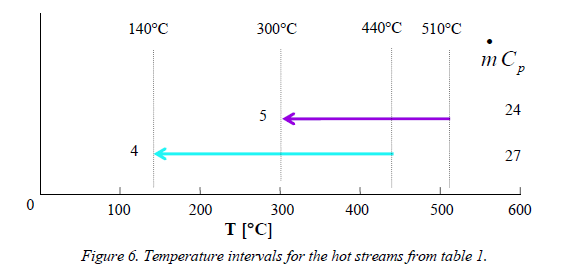 140°C 300°C 440°C 510°C
ṁ Cp
5 24
4 27
0 100 200 300 400 500 600
T [°C]
Figure 6. Temperature intervals for the hot streams from table 1.